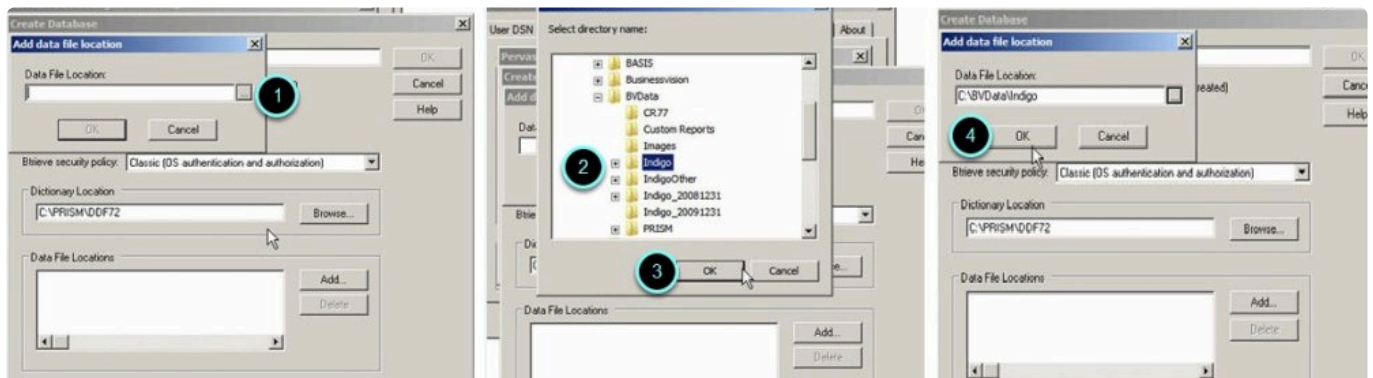 Create Database
Add data file location
Data File Location:
...
1
OK
Cancel
OK
Cancel
Help
Btrieve security policy: Classic (OS authentication and authorization)
Dictionary Location
C:\PRISM\DDF72
Browse...
Data File Locations
Add...
Delete
User DSN
Select directory name:
About
BASIS
Businessvision
BVData
CR77
Custom Reports
Images
2
Indigo
IndigoOther
Indigo_20081231
Indigo_20091231
PRISM
3
OK
Cancel
Data File Locations
Add...
Delete
Create Database
Add data file location
Data File Location:
C:\BVData\Indigo
...
4
OK
Cancel
OK
Help
Btrieve security policy: Classic (OS authentication and authorization)
Dictionary Location
C:\PRISM\DDF72
Browse...
Data File Locations
Add...
Delete